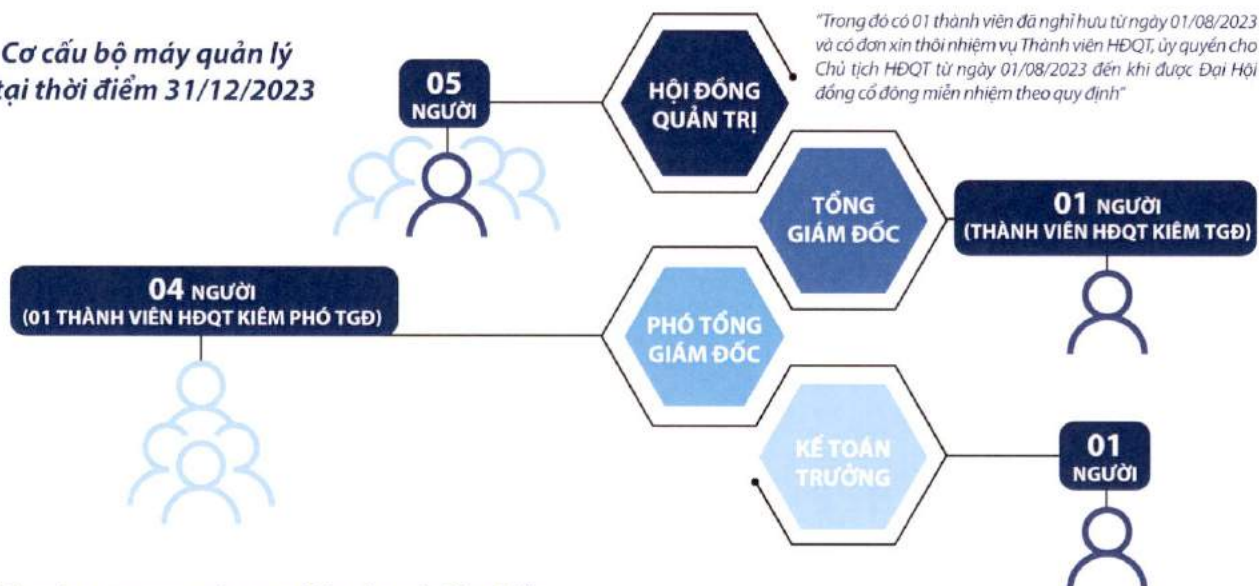 Cơ cấu bộ máy quản lý
tại thời điểm 31/12/2023
05
NGƯỜI
HỘI ĐỒNG
QUẢN TRỊ
"Trong đó có 01 thành viên đã nghỉ hưu từ ngày 01/08/2023
và có đơn xin thôi nhiệm vụ Thành viên HĐQT, ủy quyền cho
Chủ tịch HĐQT từ ngày 01/08/2023 đến khi được Đại Hội
đồng cổ đông miễn nhiệm theo quy định"
TỔNG
GIÁM ĐỐC
01 NGƯỜI
(THÀNH VIÊN HĐQT KIÊM TGĐ)
04 NGƯỜI
(01 THÀNH VIÊN HĐQT KIÊM PHÓ TGĐ)
PHÓ TỔNG
GIÁM ĐỐC
KẾ TOÁN
TRƯỞNG
01
NGƯỜI